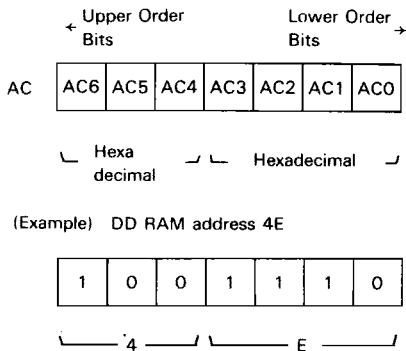 Upper Order Bits
Lower Order Bits
AC AC6 AC5 AC4 AC3 AC2 AC1 AC0
Hexa decimal
Hexadecimal
(Example) DD RAM address 4E
1 0 0 1 1 1 0
4 E